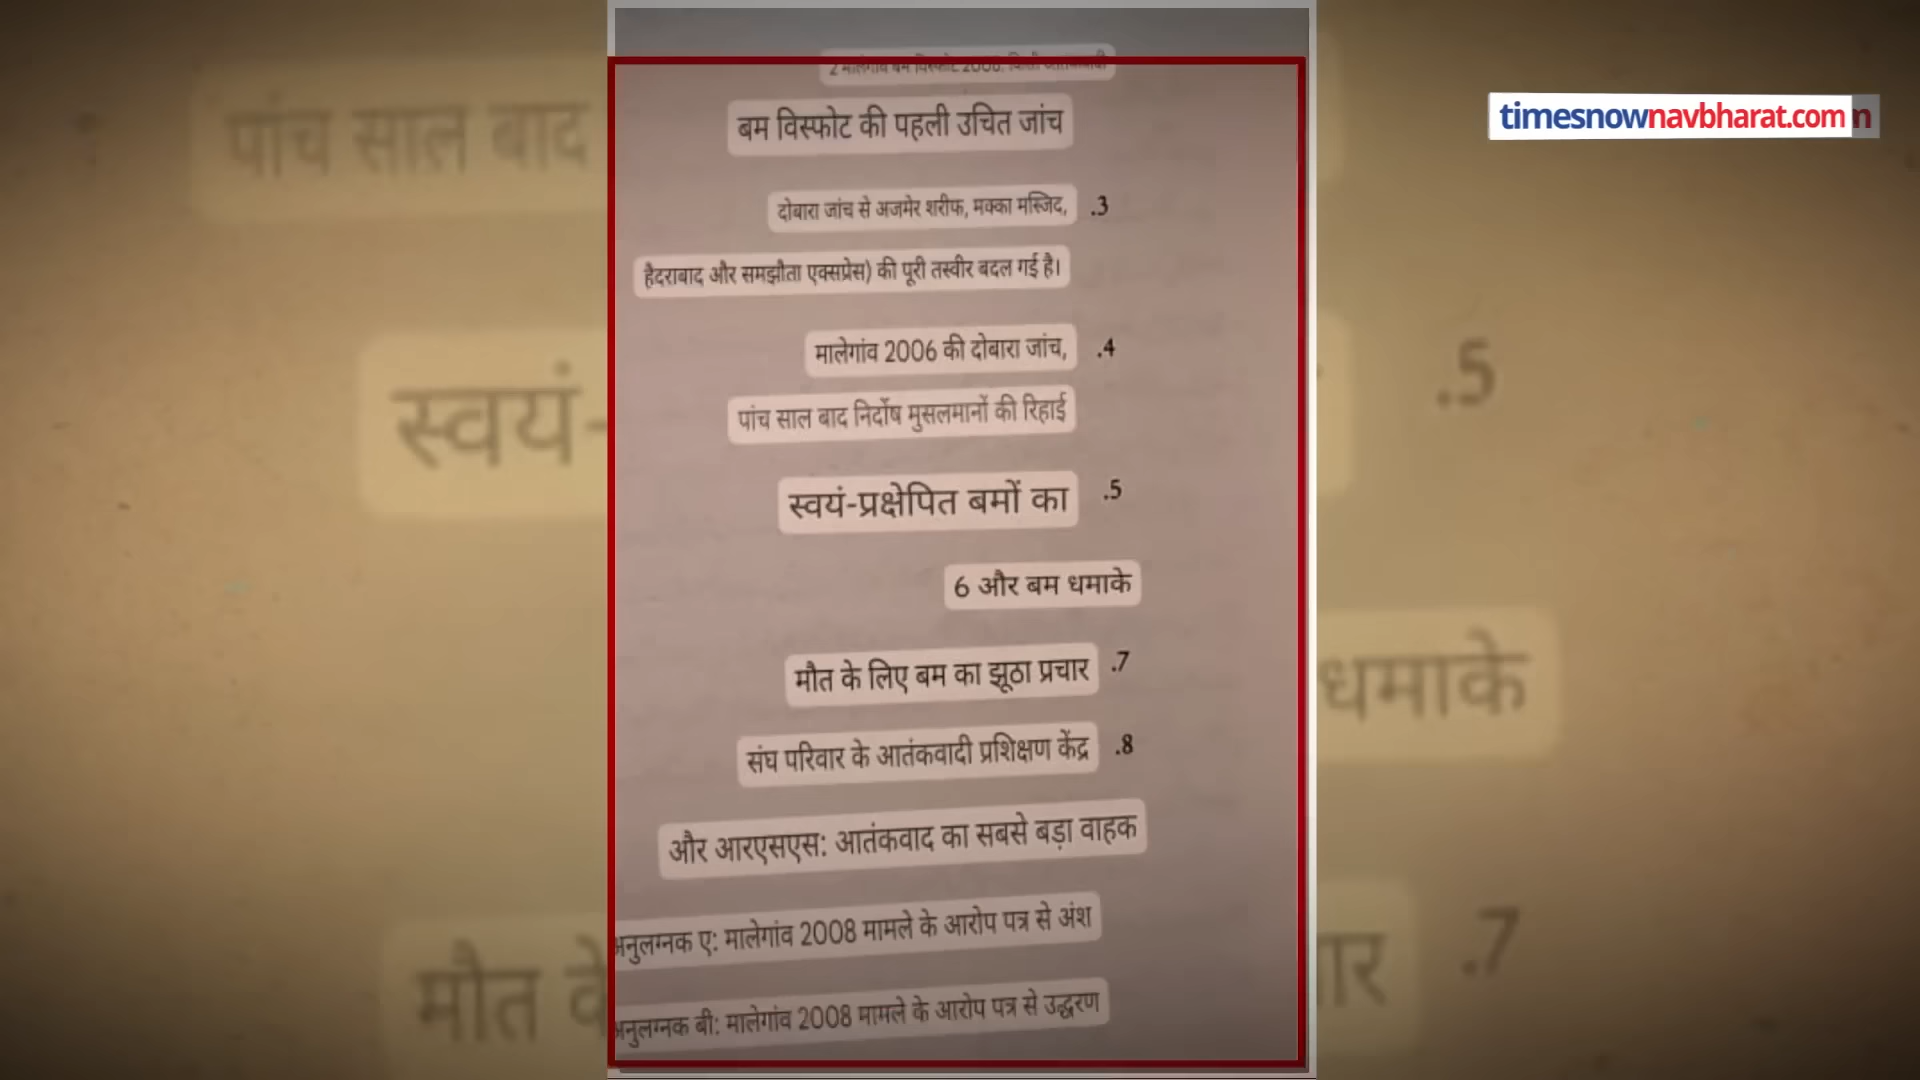 timesnownavbharat.com
2 मालेगांव बम विस्फोट 2006:
बम विस्फोट की पहली उचित जांच
दोबारा जांच से अजमेर शरीफ, मक्का मस्जिद, .3
हैदराबाद और समझौता एक्सप्रेस) की पूरी तस्वीर बदल गई है।
मालेगांव 2006 की दोबारा जांच, .4
पांच साल बाद निर्दोष मुसलमानों की रिहाई
स्वयं-प्रक्षेपित बमों का .5
6 और बम धमाके
मौत के लिए बम का झूठा प्रचार .7
संघ परिवार के आतंकवादी प्रशिक्षण केंद्र .8
और आरएसएस: आतंकवाद का सबसे बड़ा वाहक
अनुलग्नक ए: मालेगांव 2008 मामले के आरोप पत्र से अंश
अनुलग्नक बी: मालेगांव 2008 मामले के आरोप पत्र से उद्धरण